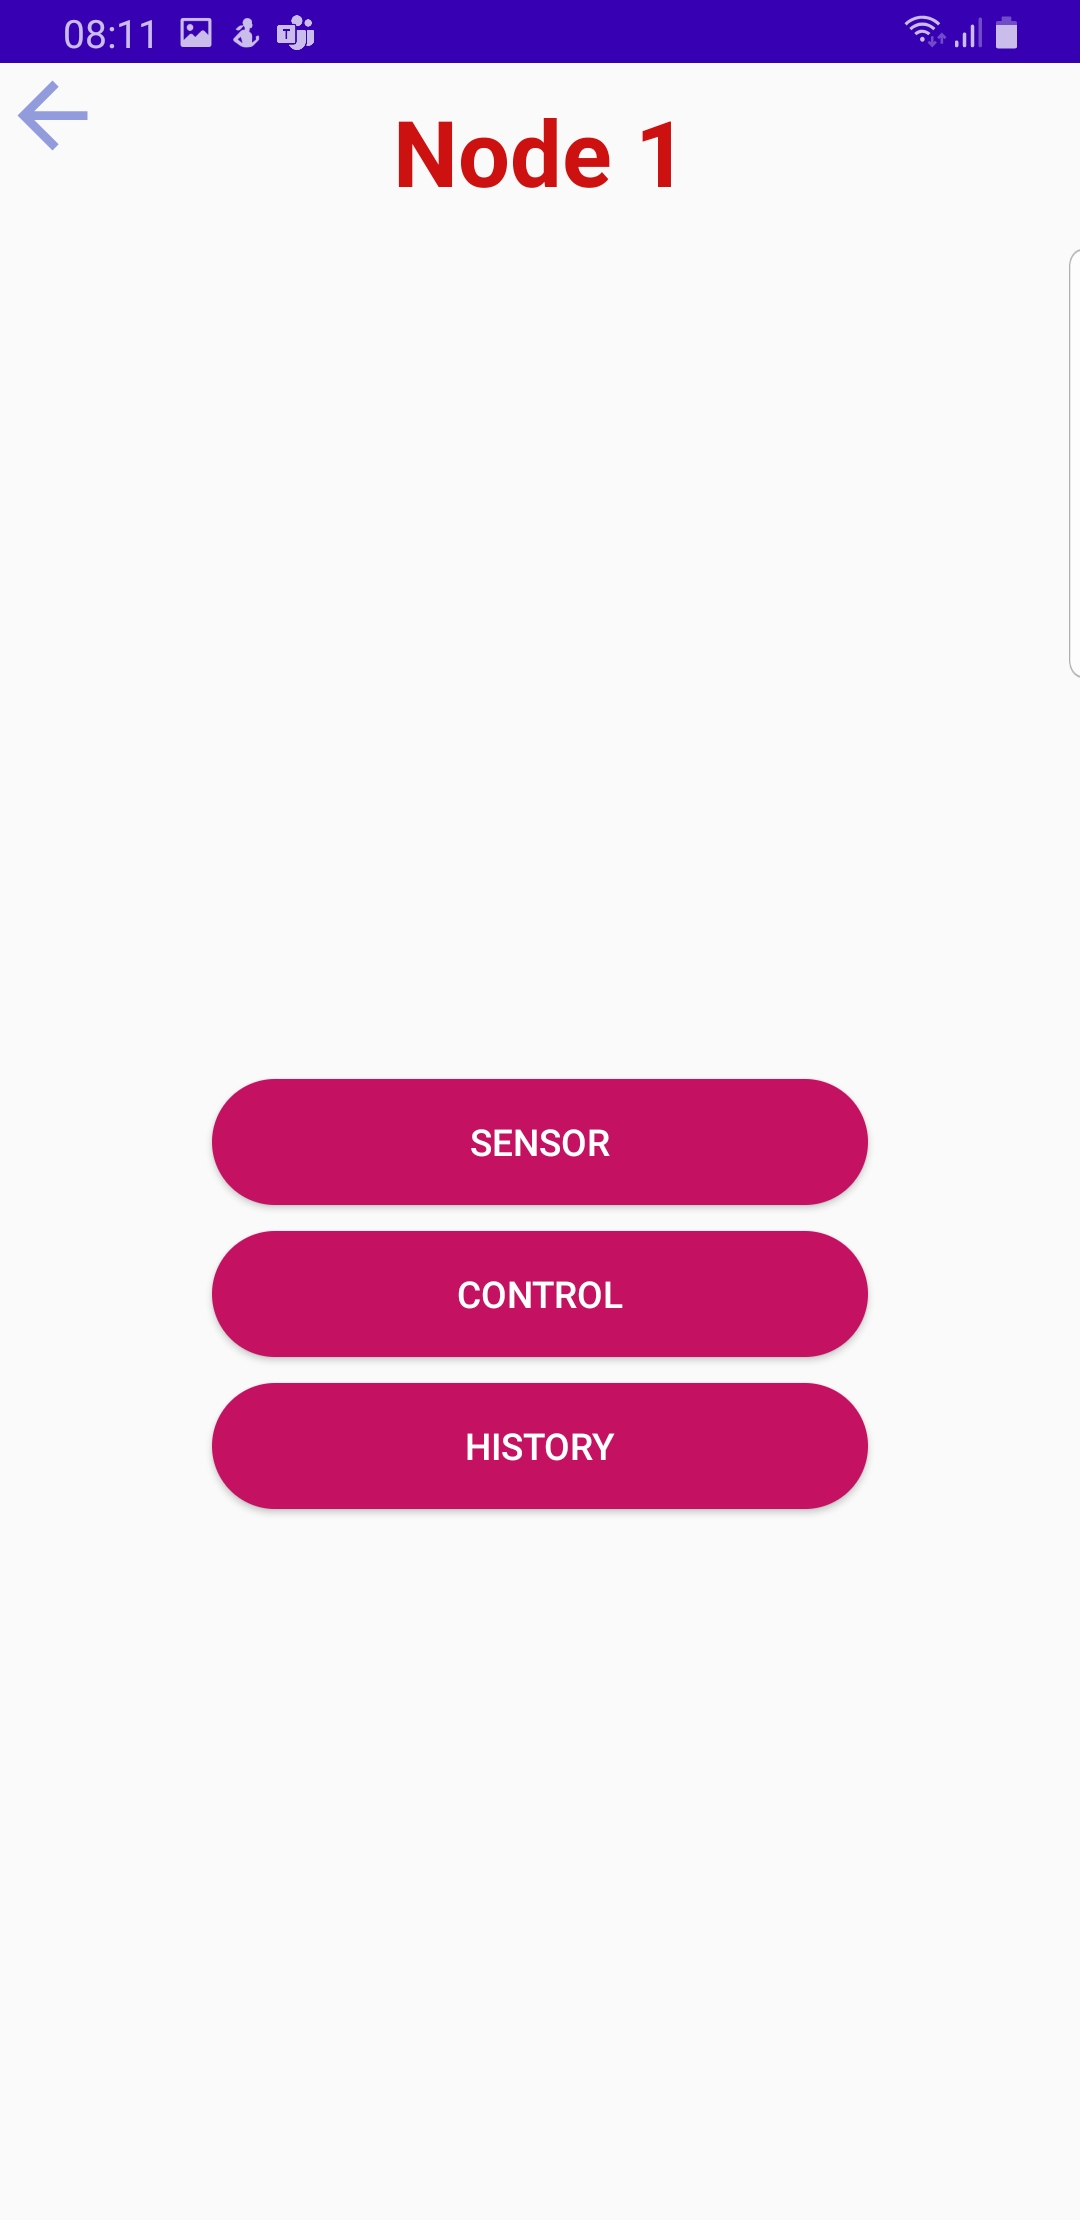 08:11
Node 1
SENSOR
CONTROL
HISTORY